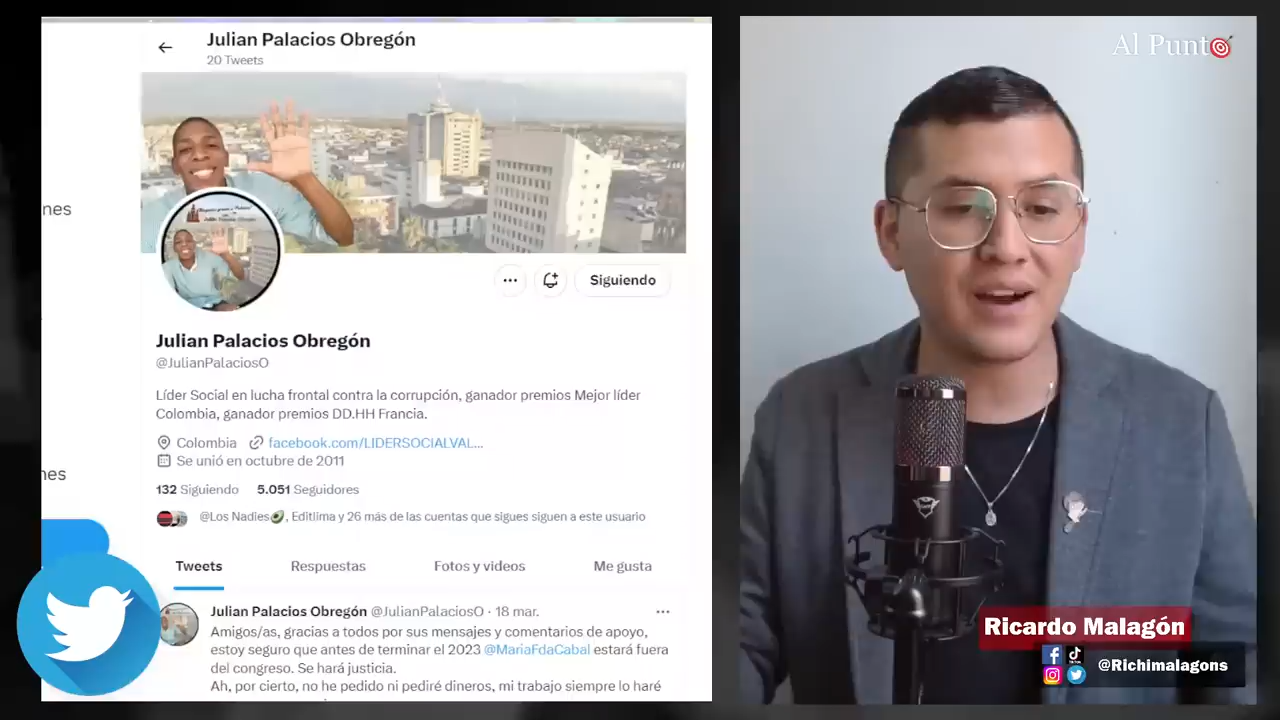 Julian Palacios Obregón
20 Tweets
nes
nes
Siguiendo
Julian Palacios Obregón
@JulianPalaciosO
Líder Social en lucha frontal contra la corrupción, ganador premios Mejor líder
Colombia, ganador premios DD.HH Francia.
Colombia facebook.com/LIDERSOCIALVAL...
Se unió en octubre de 2011
132 Siguiendo 5.051 Seguidores
@Los Nadies🥑, Editlima y 26 más de las cuentas que sigues siguen a este usuario
Tweets Respuestas Fotos y videos Me gusta
Julian Palacios Obregón @JulianPalaciosO · 18 mar.
Amigos/as, gracias a todos por sus mensajes y comentarios de apoyo,
estoy seguro que antes de terminar el 2023 @MariaFdaCabal estará fuera
del congreso. Se hará justicia.
Ah, por cierto, no he pedido ni pediré dineros, mi trabajo siempre lo haré
Al Punto
Ricardo Malagón
@Richimalagons